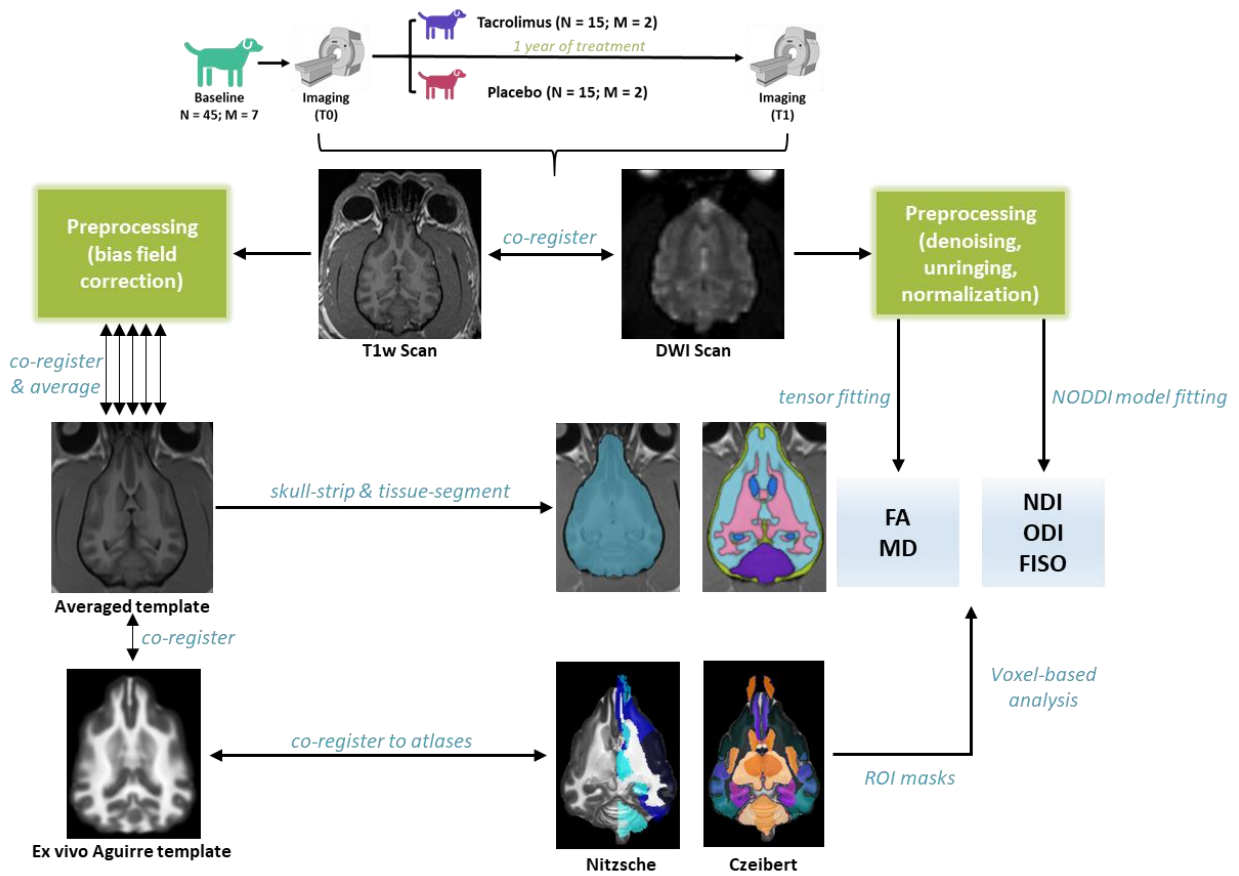 Tacrolimus (N = 15; M = 2)
1 year of treatment
Placebo (N = 15; M = 2)
Baseline
N = 45; M = 7
Imaging
(T0)
Imaging
(T1)
Preprocessing
(bias field
correction)
co-register
Preprocessing
(denoising,
unringing,
normalization)
T1w Scan
DWI Scan
co-register
& average
tensor fitting
NODDI model fitting
skull-strip & tissue-segment
FA
MD
NDI
ODI
FISO
Averaged template
co-register
Voxel-based
analysis
co-register to atlases
ROI masks
Ex vivo Aguirre template
Nitzsche
Czeibert